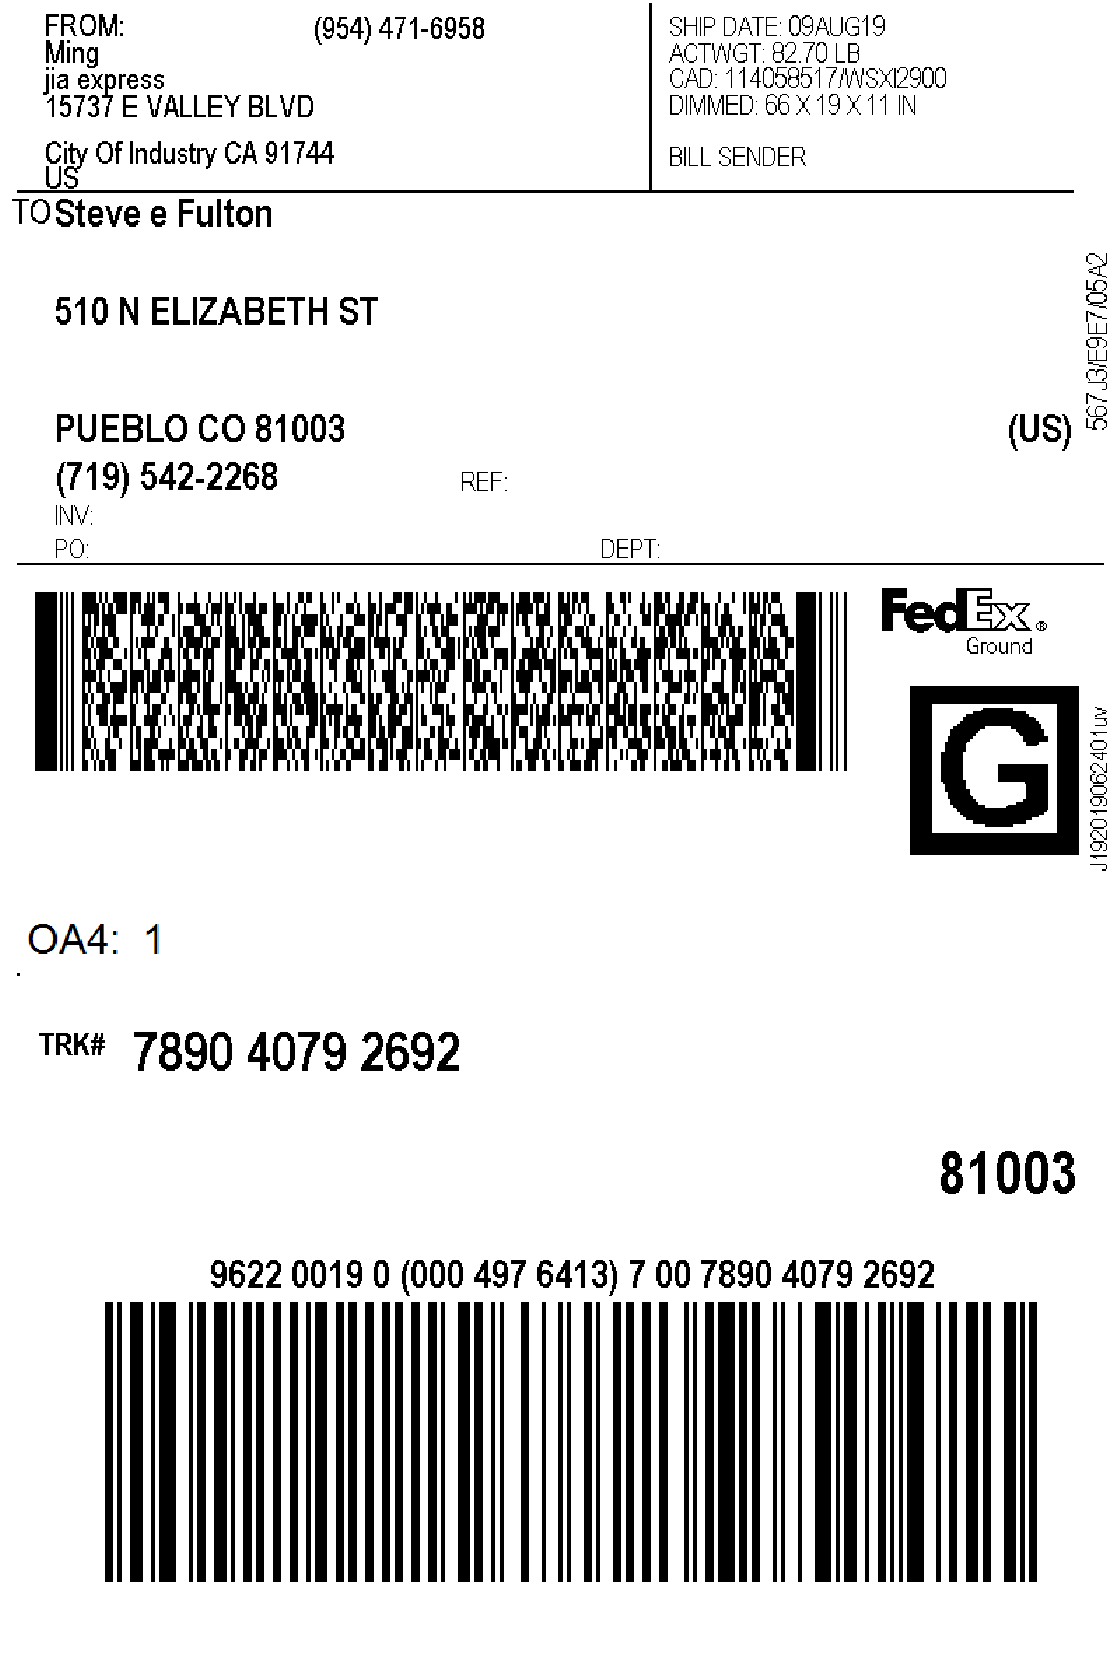 FROM: (954) 471-6958
Ming
jia express
15737 E VALLEY BLVD
City Of Industry CA 91744
US
SHIP DATE: 09AUG19
ACTWGT: 82.70 LB
CAD: 114058517/WSXI2900
DIMMED: 66 X 19 X 11 IN
BILL SENDER
TO Steve e Fulton
510 N ELIZABETH ST
PUEBLO CO 81003 (US)
(719) 542-2268 REF:
INV:
PO: DEPT:
567J3/E9E7/05A2
FedEx®
Ground
G
J192019062401uv
OA4: 1
.
TRK# 7890 4079 2692
81003
9622 0019 0 (000 497 6413) 7 00 7890 4079 2692